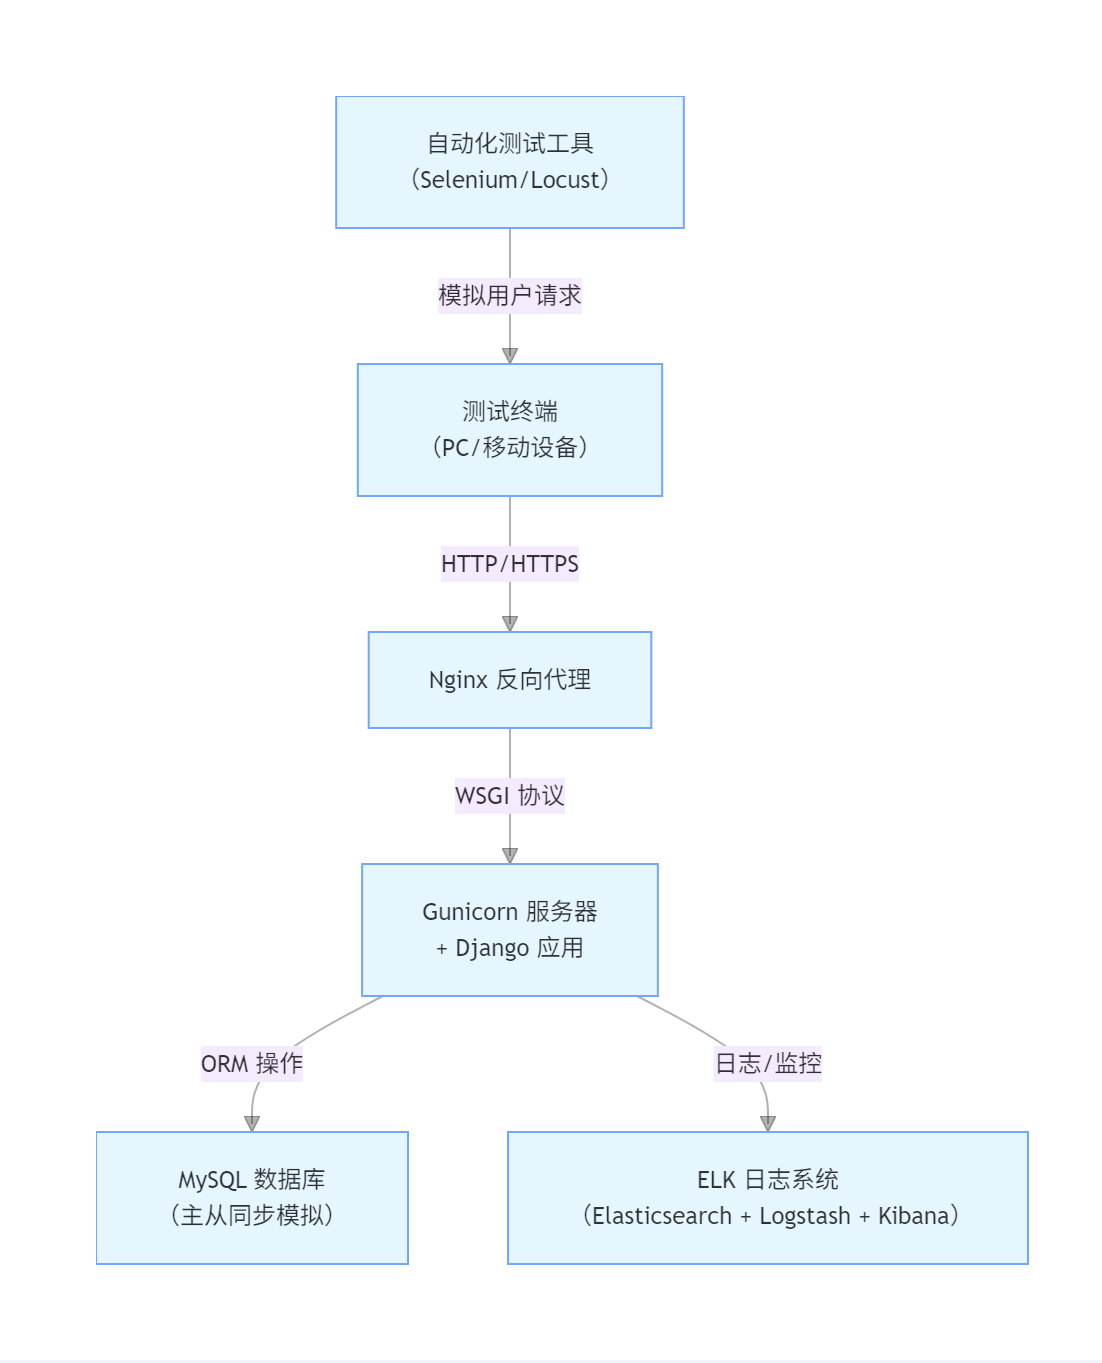 自动化测试工具
（Selenium/Locust）
模拟用户请求
测试终端
（PC/移动设备）
HTTP/HTTPS
Nginx 反向代理
WSGI 协议
Gunicorn 服务器
+ Django 应用
ORM 操作
日志/监控
MySQL 数据库
（主从同步模拟）
ELK 日志系统
（Elasticsearch + Logstash + Kibana）